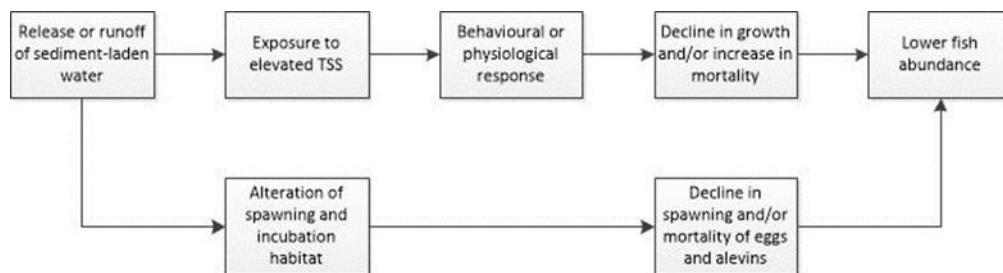 Release or runoff
of sediment-laden
water
Exposure to
elevated TSS
Behavioural or
physiological
response
Decline in growth
and/or increase in
mortality
Lower fish
abundance
Alteration of
spawning and
incubation
habitat
Decline in
spawning and/or
mortality of eggs
and alevins